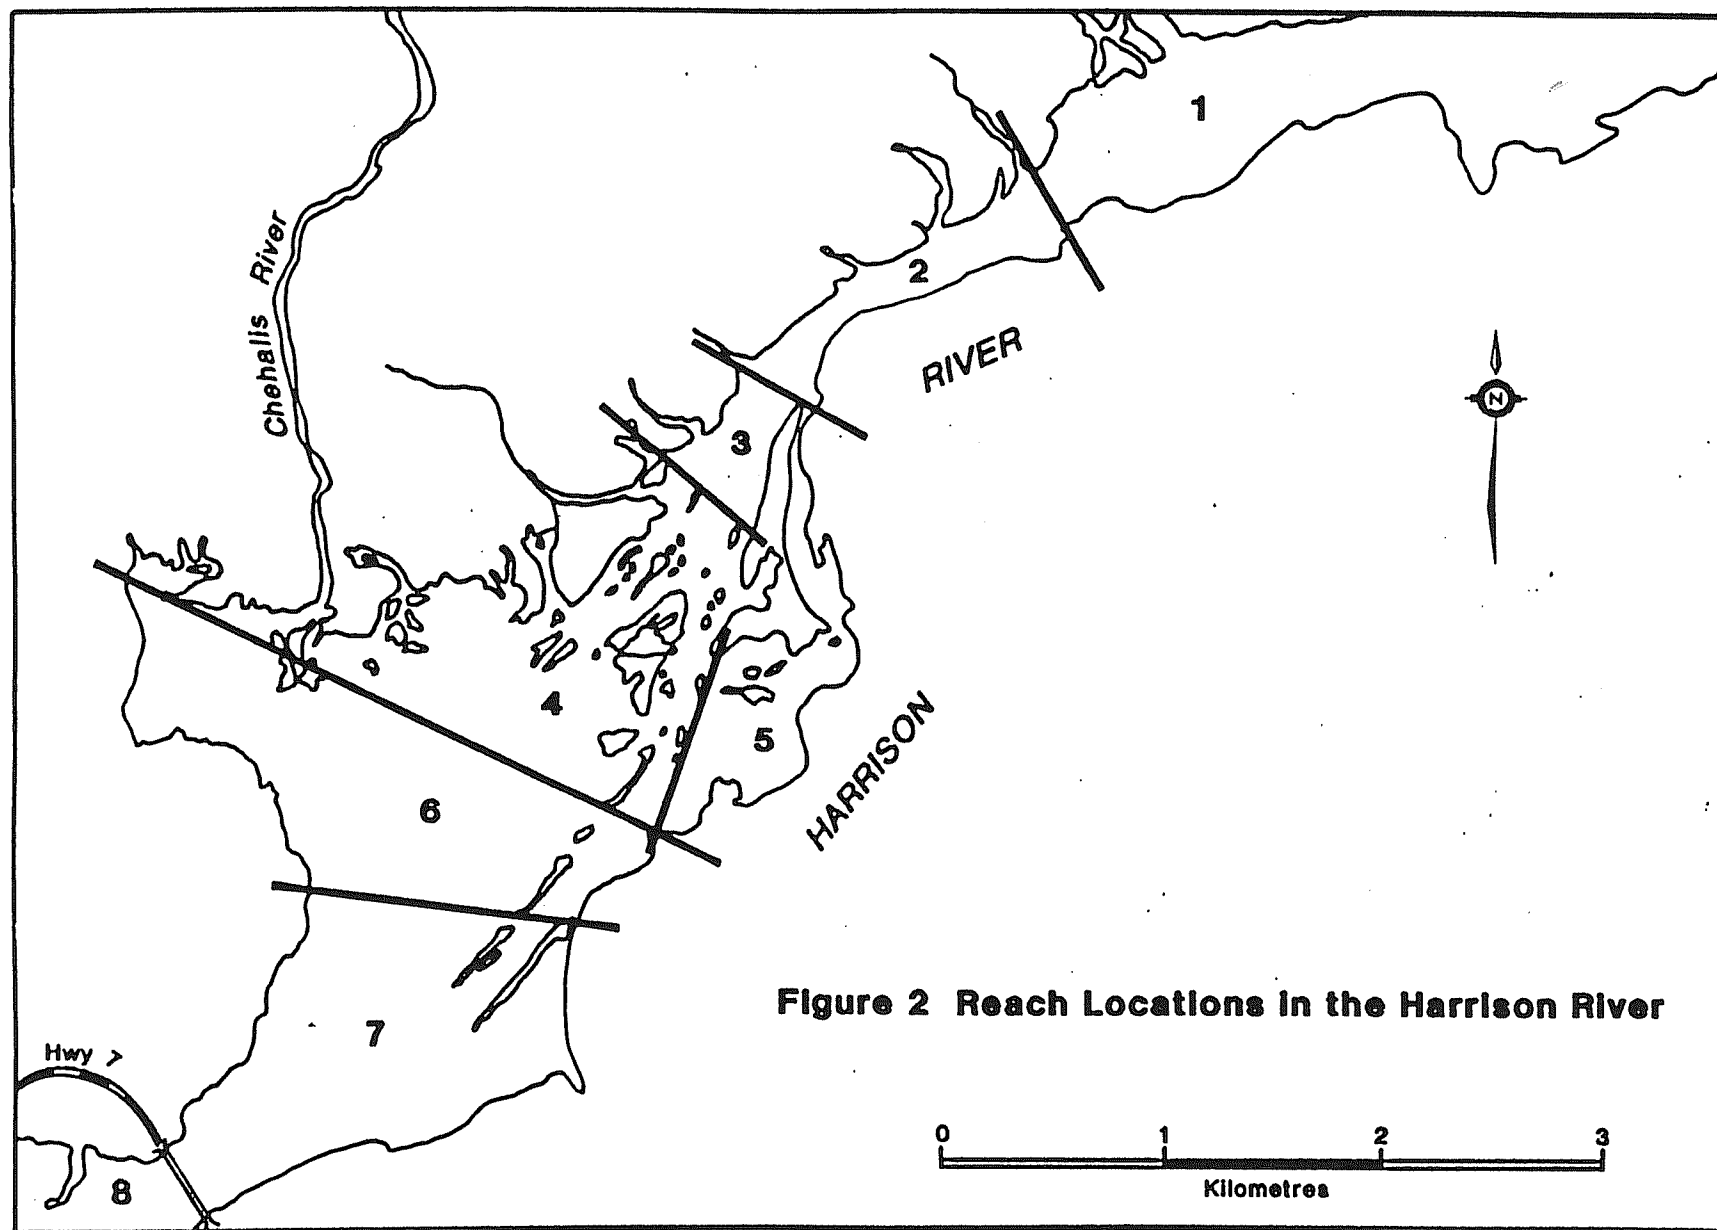 1
2
RIVER
Chehalis River
N
3
4
5
HARRISON
6
Figure 2 Reach Locations in the Harrison River
7
Hwy 7
8
0 1 2 3
Kilometres